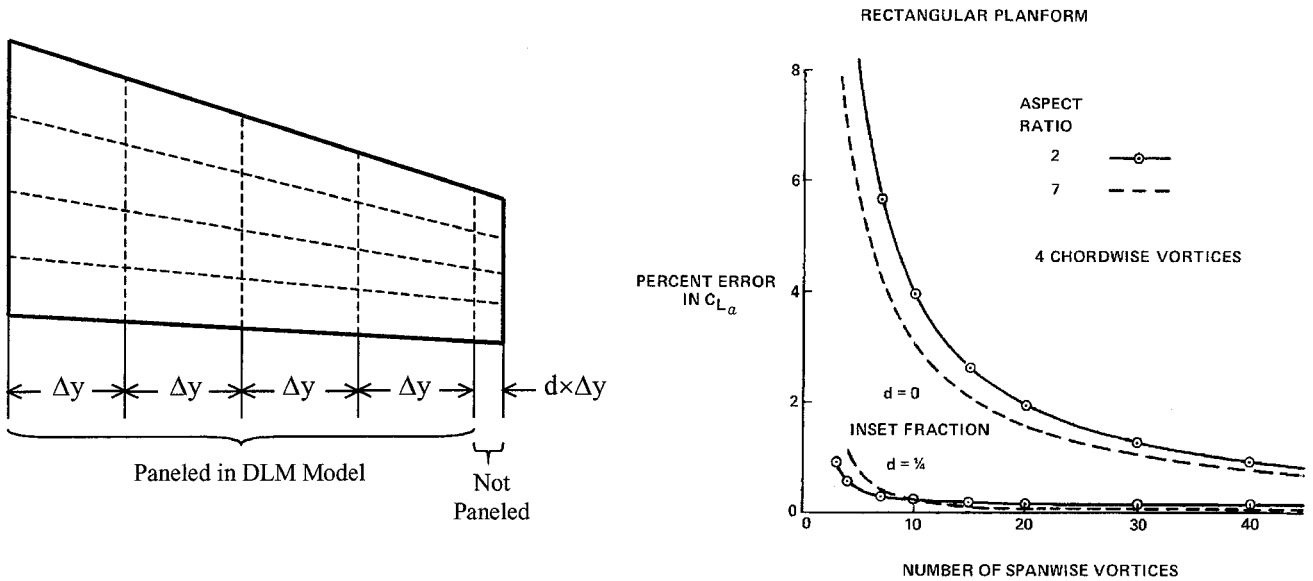 Δy
Δy
Δy
Δy
d×Δy
Paneled in DLM Model
Not
Paneled
RECTANGULAR PLANFORM
8
6
4
2
0
PERCENT ERROR
IN CLα
ASPECT
RATIO
2
7
4 CHORDWISE VORTICES
d = 0
INSET FRACTION
d = ¼
0
10
20
30
40
NUMBER OF SPANWISE VORTICES